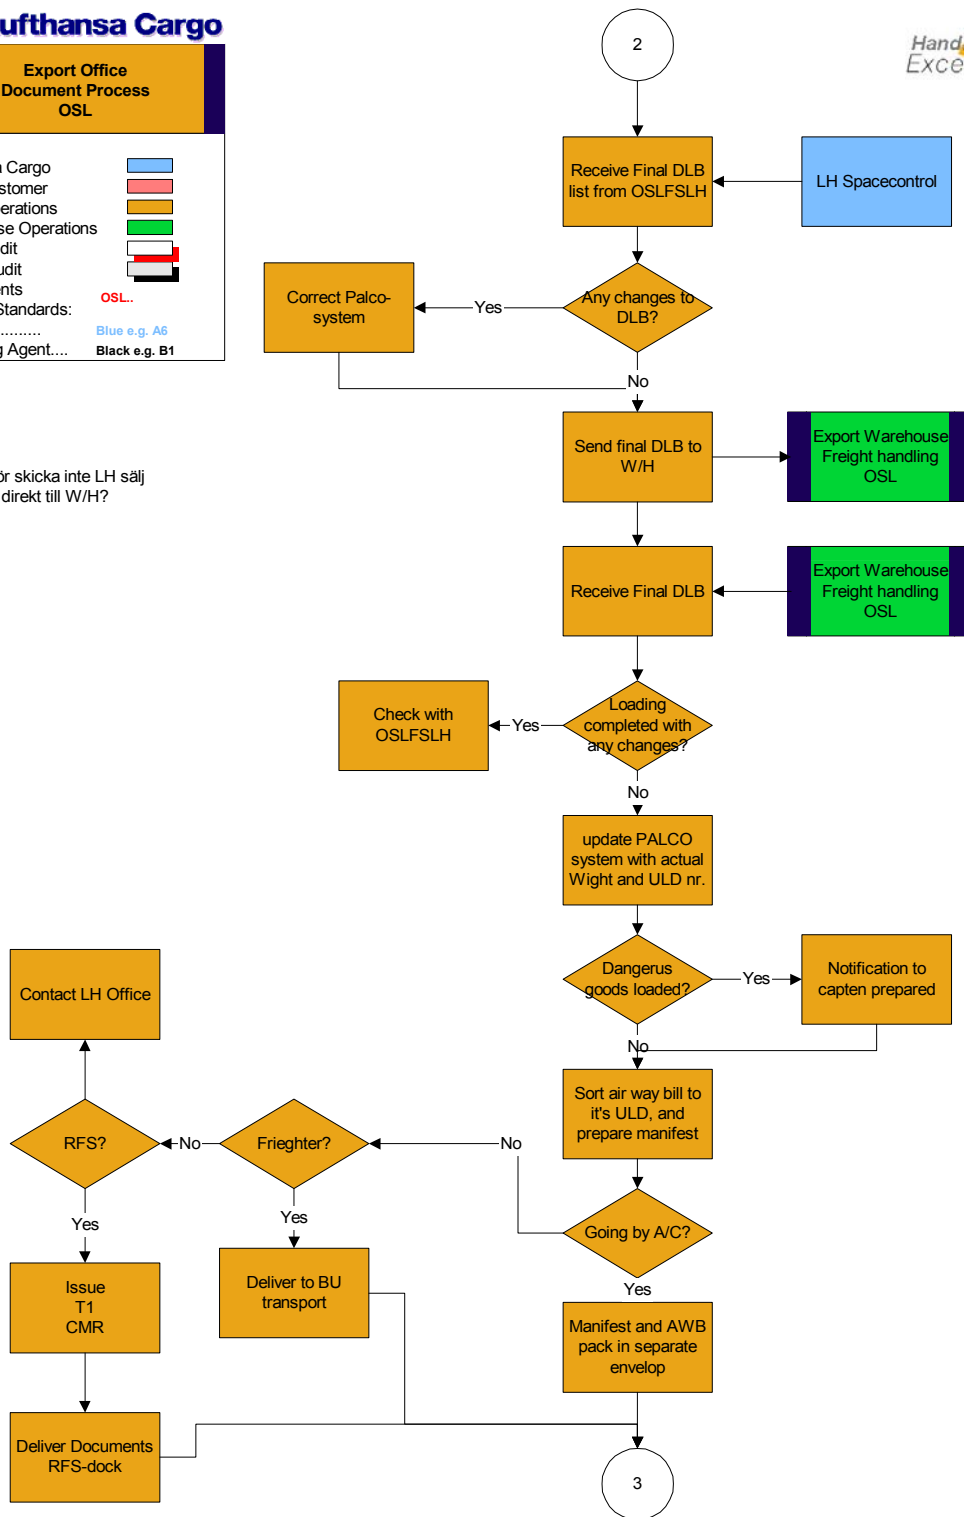 ufthansa Cargo
Export Office
Document Process
OSL
Cargo
stomer
erations
se Operations
dit
udit
ents
OSL..
Standards:
..........
Blue e.g. A6
g Agent....
Black e.g. B1
ör skicka inte LH sälj
direkt till W/H?
Hand
Exce
2
Receive Final DLB
list from OSLFSLH
LH Spacecontrol
Any changes to
DLB?
Yes
Correct Palco-
system
No
Send final DLB to
W/H
Export Warehouse
Freight handling
OSL
Receive Final DLB
Export Warehouse
Freight handling
OSL
Loading
completed with
any changes?
Yes
Check with
OSLFSLH
No
update PALCO
system with actual
Wight and ULD nr.
Dangerus
goods loaded?
Yes
Notification to
capten prepared
No
Sort air way bill to
it's ULD, and
prepare manifest
Going by A/C?
No
Frieghter?
No
RFS?
Contact LH Office
Yes
Issue
T1
CMR
Deliver Documents
RFS-dock
Yes
Deliver to BU
transport
Yes
Manifest and AWB
pack in separate
envelop
3